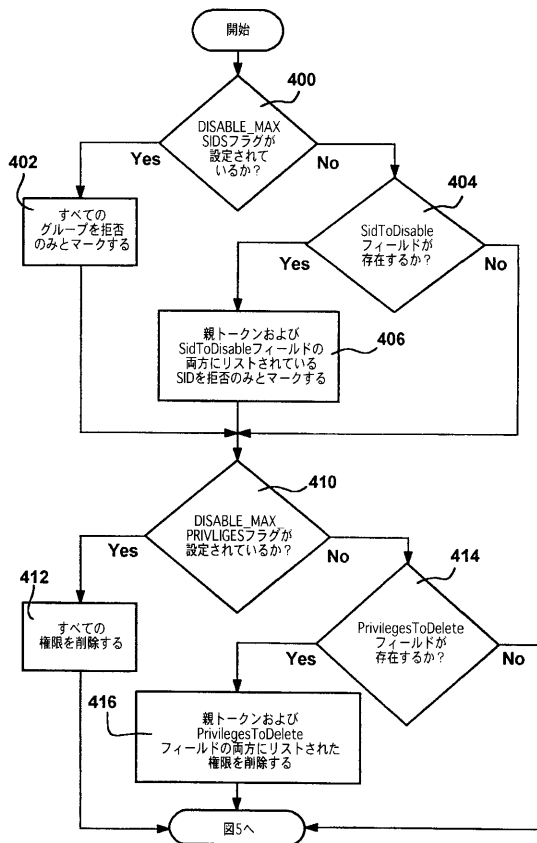 開始
400
DISABLE_MAX
SIDSフラグが
設定されて
いるか?
Yes
No
402
すべての
グループを拒否
のみとマークする
404
SidToDisable
フィールドが
存在するか?
Yes
No
親トークンおよび
SidToDisableフィールドの
両方にリストされている
SIDを拒否のみとマークする
406
410
DISABLE_MAX
PRIVLIGESフラグが
設定されているか?
Yes
No
412
すべての
権限を削除する
414
PrivilegesToDelete
フィールドが
存在するか?
Yes
No
416
親トークンおよび
PrivilegesToDelete
フィールドの両方にリストされた
権限を削除する
図5へ